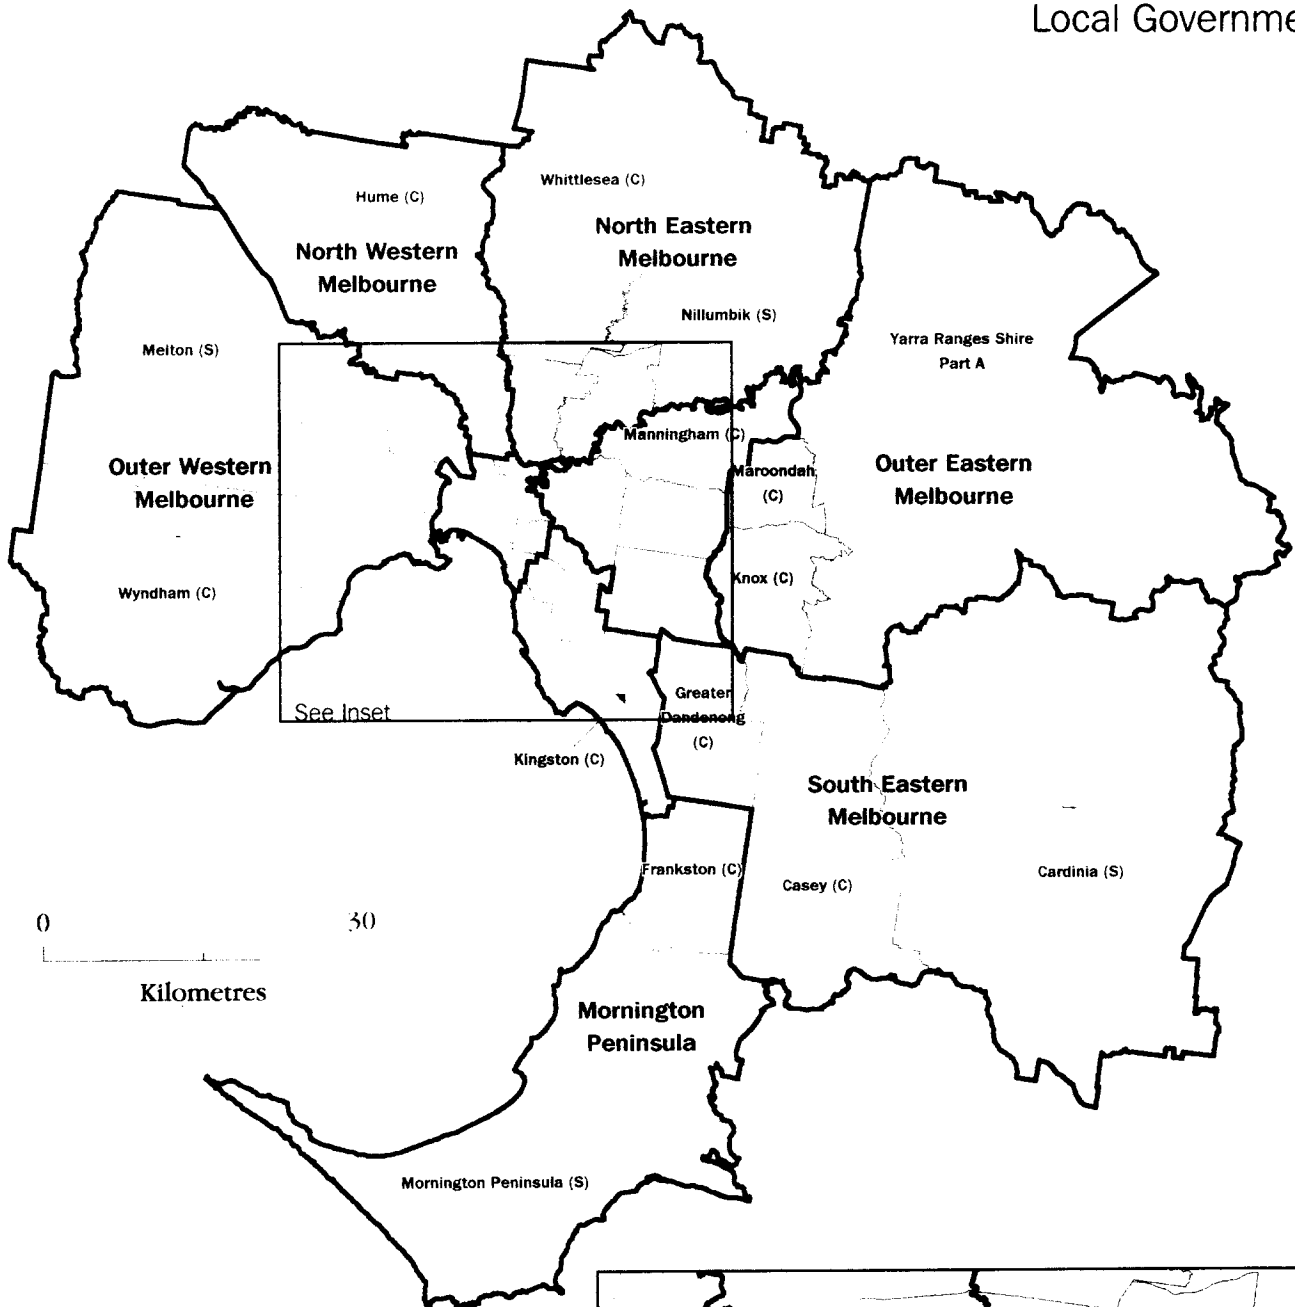 Local Governme
Whittlesea (C)
Hume (C)
North Eastern
Melbourne
North Western
Melbourne
Nillumbik (S)
Yarra Ranges Shire
Part A
Melton (S)
Manningham (C)
Outer Western
Melbourne
Maroondah
(C)
Outer Eastern
Melbourne
Knox (C)
Wyndham (C)
See Inset
Greater
Dandenong
(C)
Kingston (C)
South Eastern
Melbourne
Frankston (C)
Casey (C)
Cardinia (S)
0 30
Kilometres
Mornington
Peninsula
Mornington Peninsula (S)